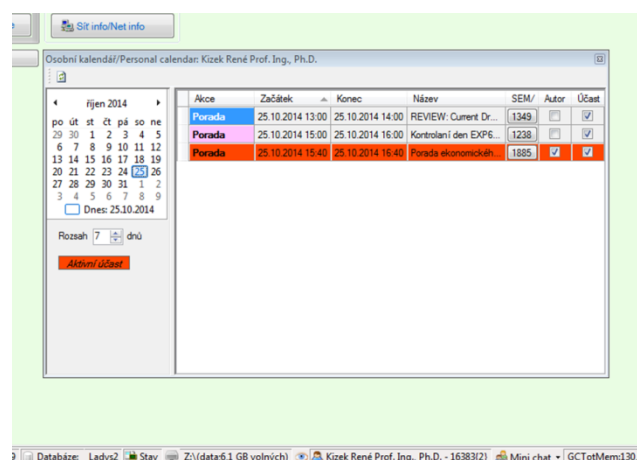 Síť info/Net info
Osobní kalendář/Personal calendar: Kizek René Prof. Ing., Ph.D.
říjen 2014
po út st čt pá so ne
29 30 1 2 3 4 5
6 7 8 9 10 11 12
13 14 15 16 17 18 19
20 21 22 23 24 25 26
27 28 29 30 31 1 2
3 4 5 6 7 8 9
Dnes: 25.10.2014
Rozsah 7 dnů
Aktivní účast
Akce Začátek Konec Název SEM/ Autor Účast
Porada 25.10.2014 13:00 25.10.2014 14:00 REVIEW: Current Dr... 1349
Porada 25.10.2014 15:00 25.10.2014 16:00 Kontrolaní den EXP6... 1238
Porada 25.10.2014 15:40 25.10.2014 16:40 Porada ekonomickéh... 1885
9 Databáze: Ladys2 Stav Z:\(data:6.1 GB volných) Kizek René Prof. Ing., Ph.D. - 16383(2) Mini chat GCTotMem:130